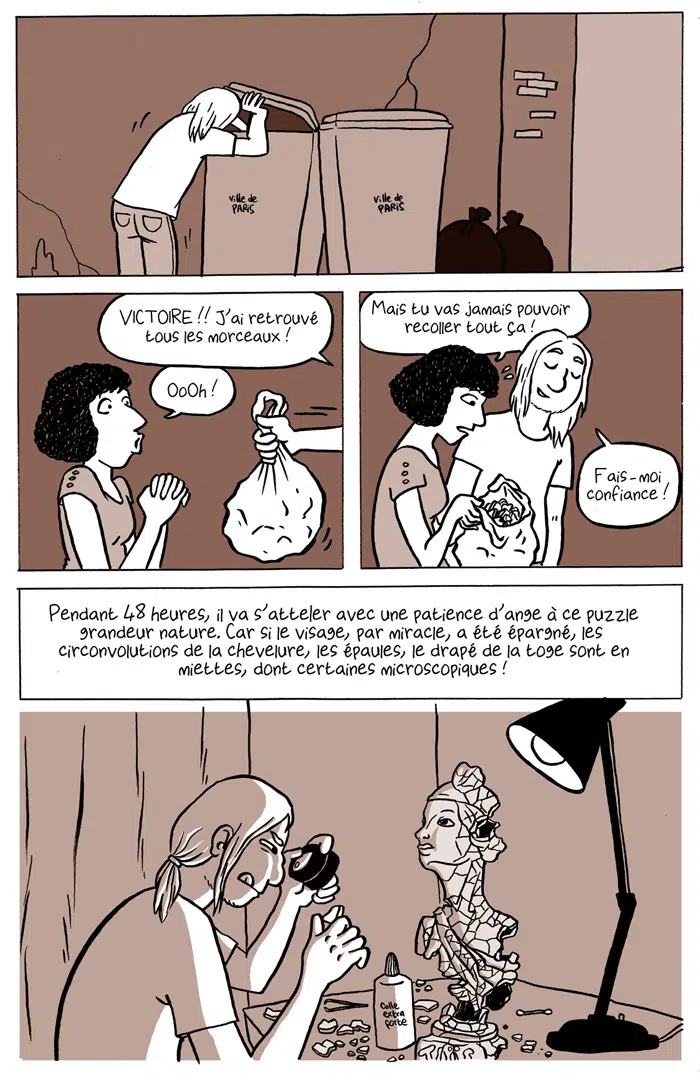 Ville de
PARIS
Ville de
PARIS
VICTOIRE !! J'ai retrouvé
tous les morceaux !
OoOh !
Mais tu vas jamais pouvoir
recoller tout ça !
Fais-moi
confiance !
Pendant 48 heures, il va s'atteler avec une patience d'ange à ce puzzle
grandeur nature. Car si le visage, par miracle, a été épargné, les
circonvolutions de la chevelure, les épaules, le drapé de la toge sont en
miettes, dont certaines microscopiques !
Colle
extra
forte